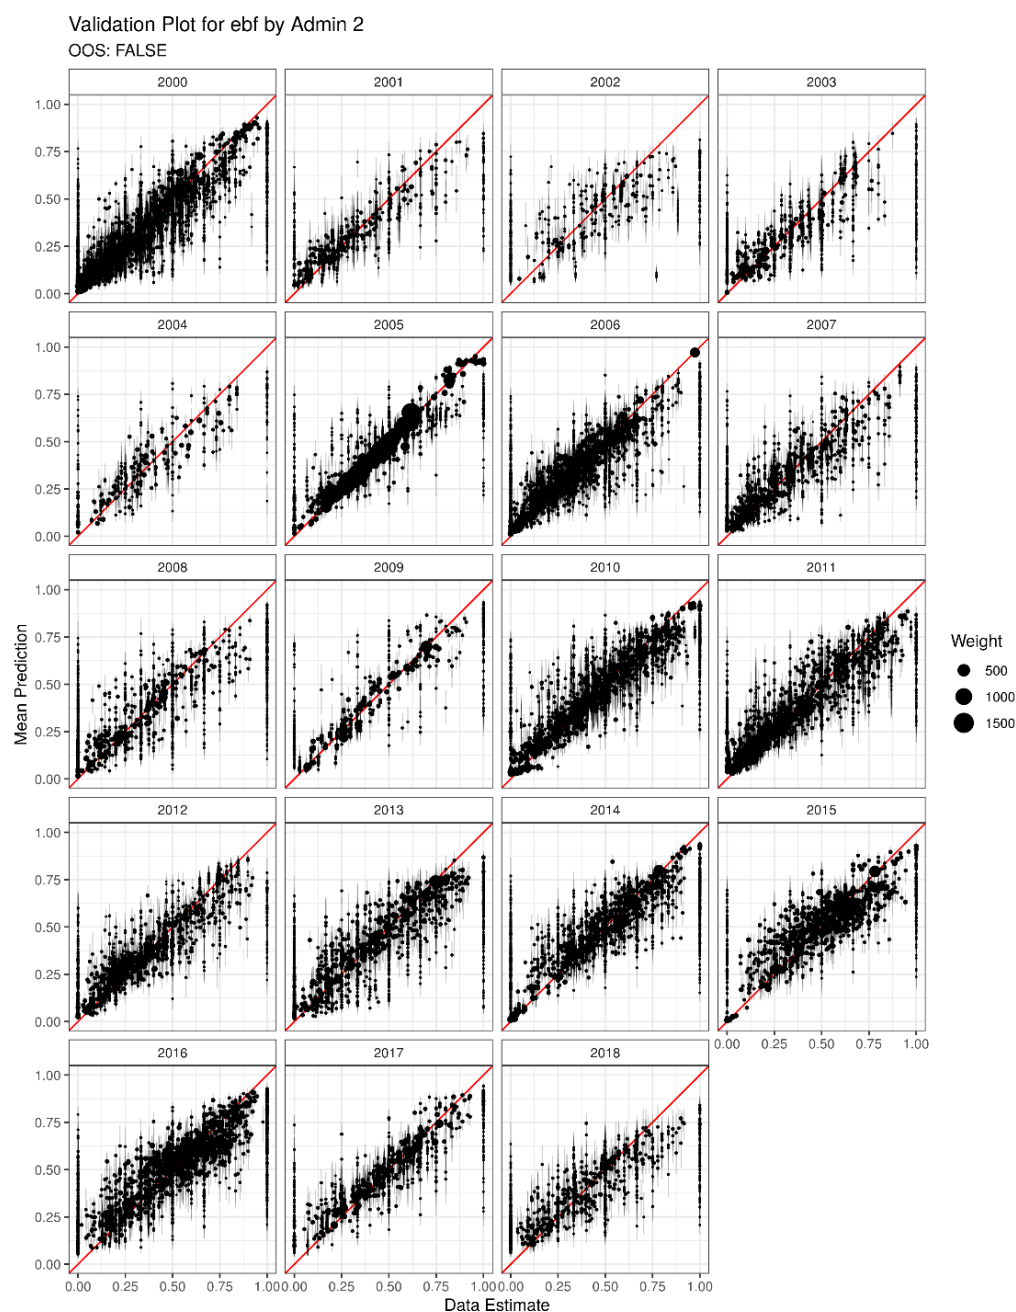 Validation Plot for ebf by Admin 2
OOS: FALSE
2000 2001 2002 2003
1.00
0.75
0.50
0.25
0.00
2004 2005 2006 2007
1.00
0.75
0.50
0.25
0.00
2008 2009 2010 2011
1.00
0.75
0.50
0.25
0.00
Mean Prediction
Weight
500
1000
1500
2012 2013 2014 2015
1.00
0.75
0.50
0.25
0.00
0.00 0.25 0.50 0.75 1.00
2016 2017 2018
1.00
0.75
0.50
0.25
0.00
0.00 0.25 0.50 0.75 1.00 0.00 0.25 0.50 0.75 1.00 0.00 0.25 0.50 0.75 1.00
Data Estimate